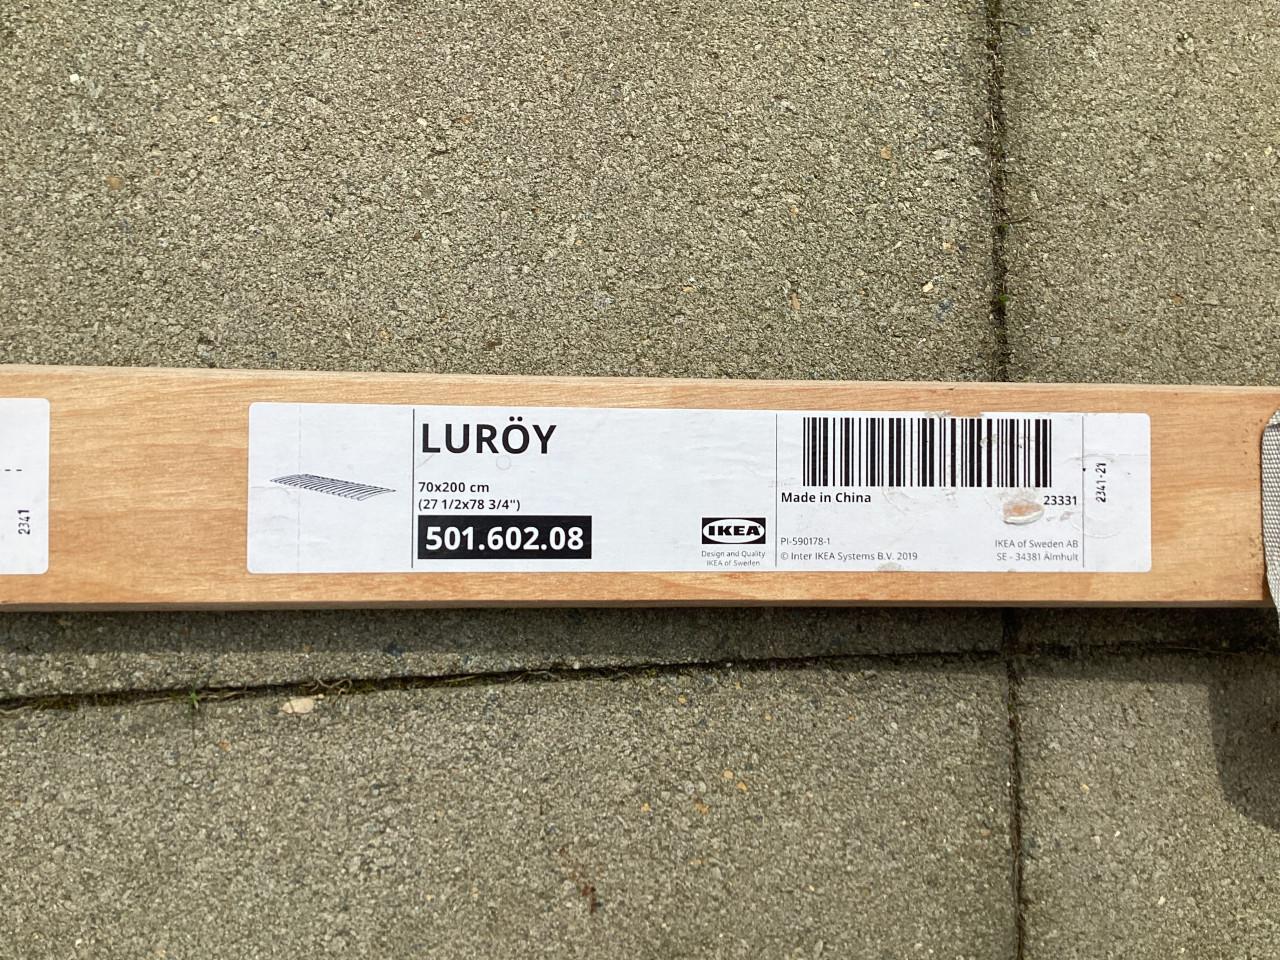 2341
LURÖY
70x200 cm
(27 1/2x78 3/4")
501.602.08
IKEA
Design and Quality
IKEA of Sweden
Made in China
23331
PI-590178-1
© Inter IKEA Systems B.V. 2019
IKEA of Sweden AB
SE - 34381 Älmhult
2341-21